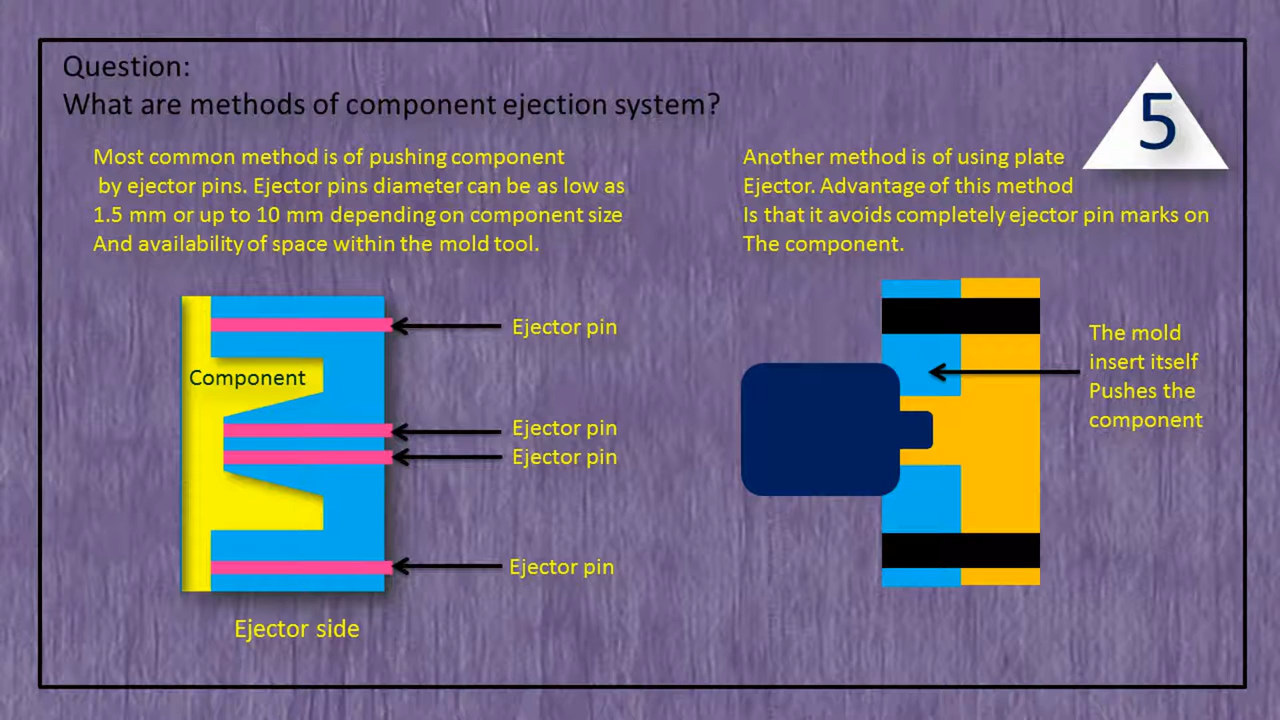 Question:
What are methods of component ejection system?
5
Most common method is of pushing component
by ejector pins. Ejector pins diameter can be as low as
1.5 mm or up to 10 mm depending on component size
And availability of space within the mold tool.
Another method is of using plate
Ejector. Advantage of this method
Is that it avoids completely ejector pin marks on
The component.
Ejector pin
Component
Ejector pin
Ejector pin
Ejector pin
Ejector side
The mold
insert itself
Pushes the
component